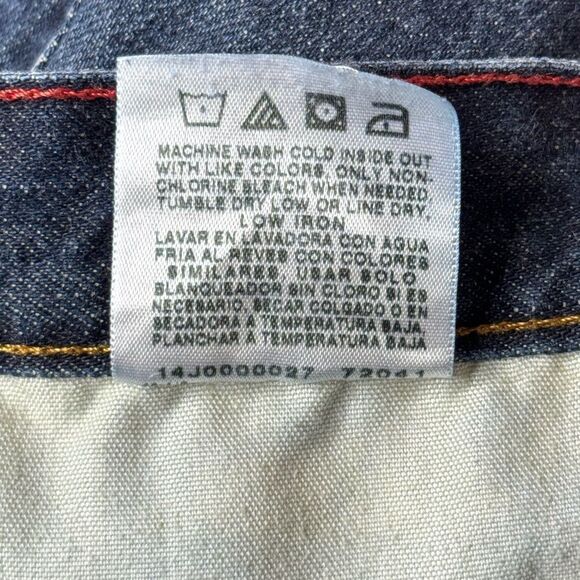 MACHINE WASH COLD INSIDE OUT
WITH LIKE COLORS, ONLY NON-
CHLORINE BLEACH WHEN NEEDED
TUMBLE DRY LOW OR LINE DRY.
LOW IRON
LAVAR EN LAVADORA CON AGUA
FRIA AL REVES CON COLORES
SIMILARES, USAR SOLO
BLANQUEADOR SIN CLORO SI ES
NECESARIO, SECAR COLGADO O EN
SECADORA A TEMPERATURA BAJA,
PLANCHAR A TEMPERATURA BAJA
14J0000027 72041